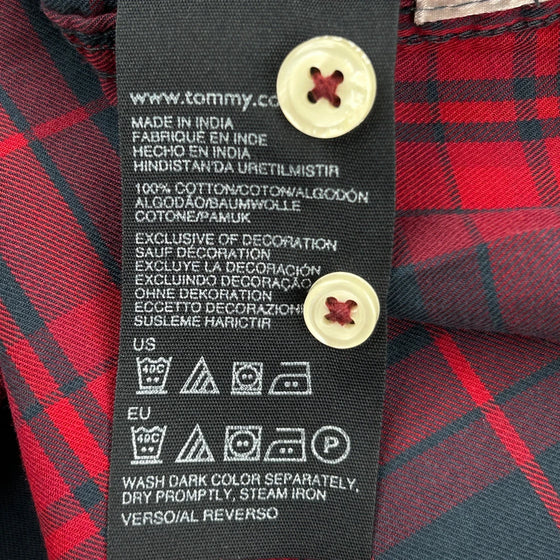 www.tommy.co
MADE IN INDIA
FABRIQUÉ EN INDE
HECHO EN INDIA
HINDISTAN'DA URETILMISTIR
100% COTTON/COTON/ALGODÓN
ALGODÃO/BAUMWOLLE
COTONE/PAMUK
EXCLUSIVE OF DECORATION
SAUF DÉCORATION
EXCLUYE LA DECORACIÓN
EXCLUINDO DECORAÇÃO
OHNE DEKORATION
ECCETTO DECORAZIONE
SUSLEME HARICTIR
US
40C
EU
40C
P
WASH DARK COLOR SEPARATELY,
DRY PROMPTLY, STEAM IRON
VERSO/AL REVERSO